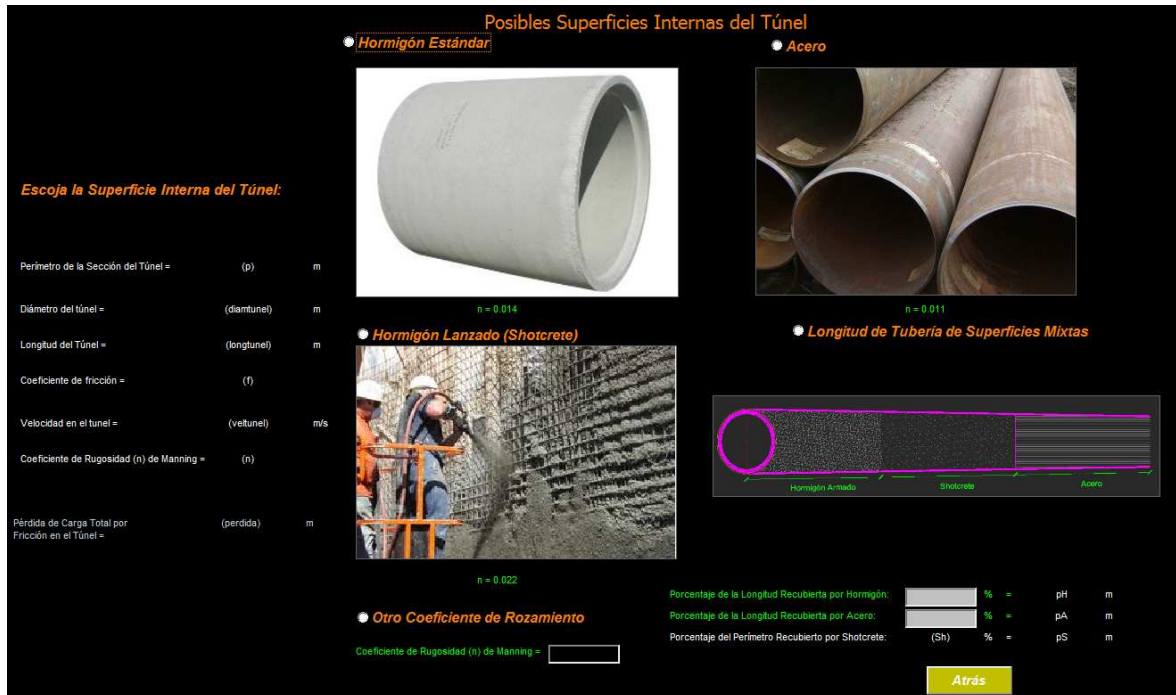 Posibles Superficies Internas del Túnel
Hormigón Estándar
Acero
Escoja la Superficie Interna del Túnel:
Perímetro de la Sección del Túnel = (p) m
Diámetro del túnel = (diamtunel) m
Longitud del Túnel = (longtunel) m
Coeficiente de fricción = (f)
Velocidad en el tunel = (veltunel) m/s
Coeficiente de Rugosidad (n) de Manning = (n)
Pérdida de Carga Total por
Fricción en el Túnel = (perdida) m
n = 0.014
n = 0.011
Hormigón Lanzado (Shotcrete)
Longitud de Tubería de Superficies Mixtas
Hormigón Armado Shotcrete Acero
n = 0.022
Otro Coeficiente de Rozamiento
Coeficiente de Rugosidad (n) de Manning =
Porcentaje de la Longitud Recubierta por Hormigón: % = pH m
Porcentaje de la Longitud Recubierta por Acero: % = pA m
Porcentaje del Perímetro Recubierto por Shotcrete: (Sh) % = pS m
Atrás